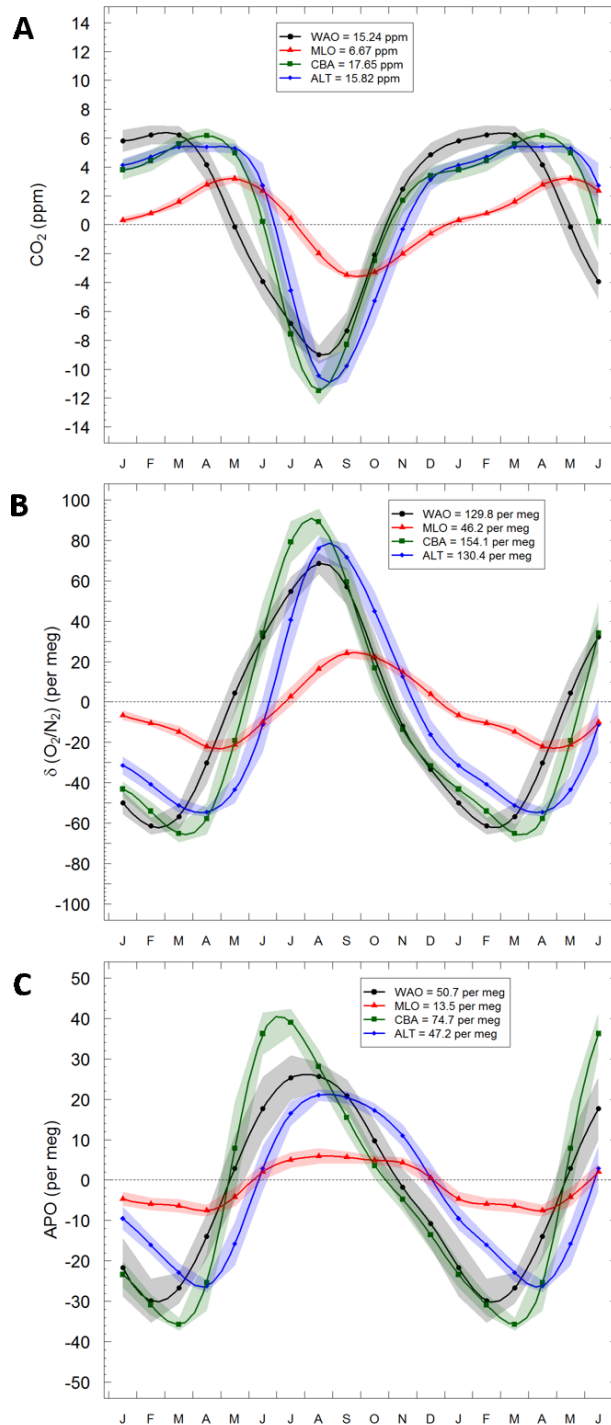 A
14
12
10
8
6
4
2
0
-2
-4
-6
-8
-10
-12
-14
CO₂ (ppm)
WAO = 15.24 ppm
MLO = 6.67 ppm
CBA = 17.65 ppm
ALT = 15.82 ppm
J F M A M J J A S O N D J F M A M J
B
100
80
60
40
20
0
-20
-40
-60
-80
-100
δ (O₂/N₂) (per meg)
WAO = 129.8 per meg
MLO = 46.2 per meg
CBA = 154.1 per meg
ALT = 130.4 per meg
J F M A M J J A S O N D J F M A M J
C
50
40
30
20
10
0
-10
-20
-30
-40
-50
APO (per meg)
WAO = 50.7 per meg
MLO = 13.5 per meg
CBA = 74.7 per meg
ALT = 47.2 per meg
J F M A M J J A S O N D J F M A M J